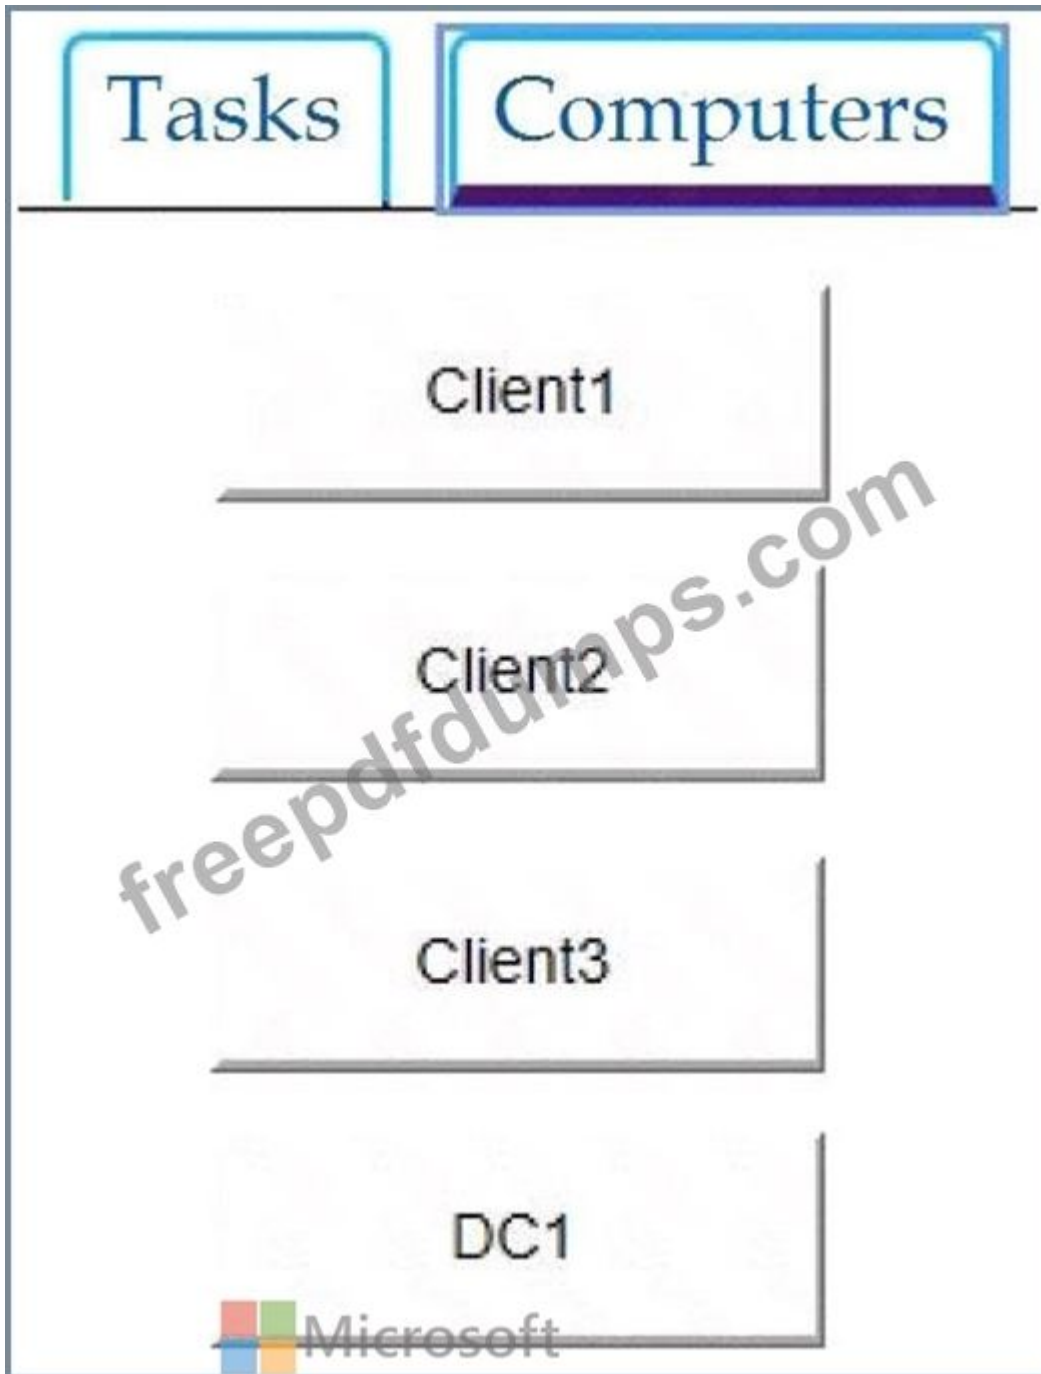 Tasks Computers
Client1
Client2
freepdfdumps.com
Client3
DC1
Microsoft